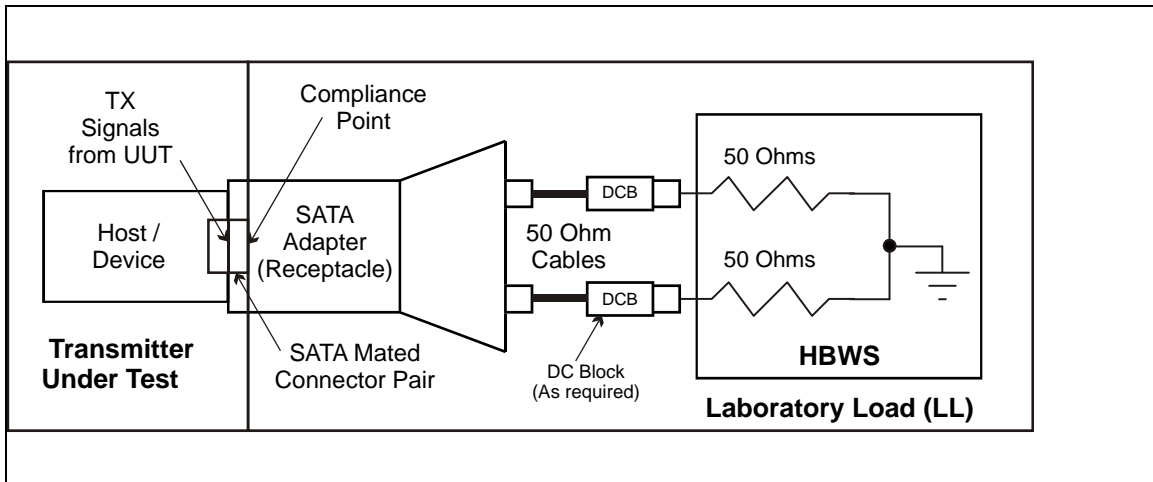 TX
Signals
from UUT
Compliance
Point
Host /
Device
SATA
Adapter
(Receptacle)
DCB
50 Ohm
Cables
DCB
50 Ohms
50 Ohms
HBWS
Transmitter
Under Test
SATA Mated
Connector Pair
DC Block
(As required)
Laboratory Load (LL)